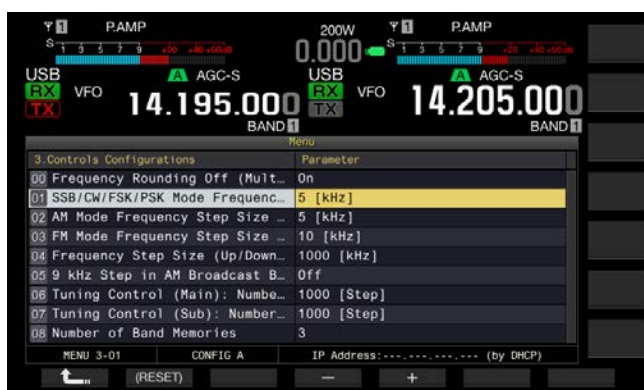 1 P.AMP 200W 1 P.AMP
S 1 3 5 7 9 +20 +40 +60dB 0.000 S 1 3 5 7 9 +20 +40 +60dB
USB A AGC-S USB A AGC-S
RX VFO 14.195.000 RX VFO 14.205.000
TX TX
BAND 1 BAND 1
Menu
3.Controls Configurations Parameter
00 Frequency Rounding Off (Mult… On
01 SSB/CW/FSK/PSK Mode Frequenc… 5 [kHz]
02 AM Mode Frequency Step Size … 5 [kHz]
03 FM Mode Frequency Step Size … 10 [kHz]
04 Frequency Step Size (Up/Down… 1000 [kHz]
05 9 kHz Step in AM Broadcast B… Off
06 Tuning Control (Main): Numbe… 1000 [Step]
07 Tuning Control (Sub): Number… 1000 [Step]
08 Number of Band Memories 3
MENU 3-01 CONFIG A IP Address:---.---.---.--- (by DHCP)
(RESET) − +